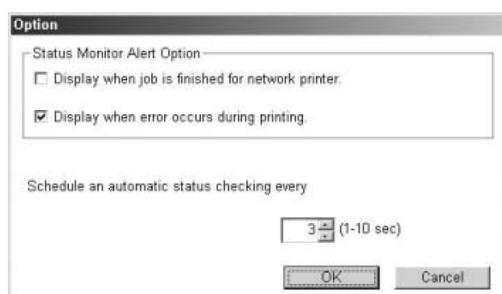 Option
Status Monitor Alert Option
Display when job is finished for network printer.
Display when error occurs during printing.
Schedule an automatic status checking every
3 (1-10 sec)
OK Cancel